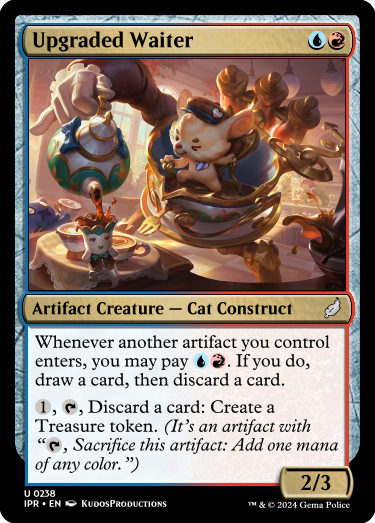 Upgraded Waiter
Artifact Creature — Cat Construct
Whenever another artifact you control
enters, you may pay. If you do,
draw a card, then discard a card.
1, , Discard a card: Create a
Treasure token. (It's an artifact with
“, Sacrifice this artifact: Add one mana
of any color.”)
2/3
U 0238
IPR • EN KudosProductions
™ & © 2024 Gema Police